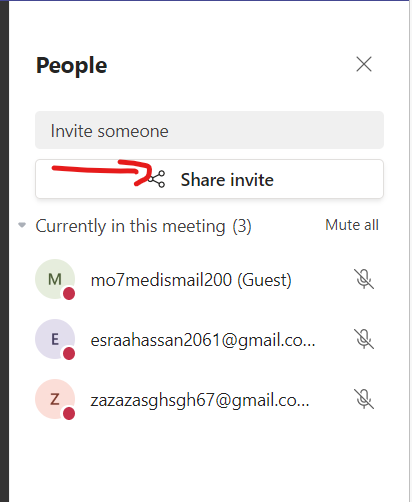 People
Invite someone
Share invite
Currently in this meeting (3) Mute all
M mo7medismail200 (Guest)
E esraahassan2061@gmail.co...
Z zazazasghsgh67@gmail.co...